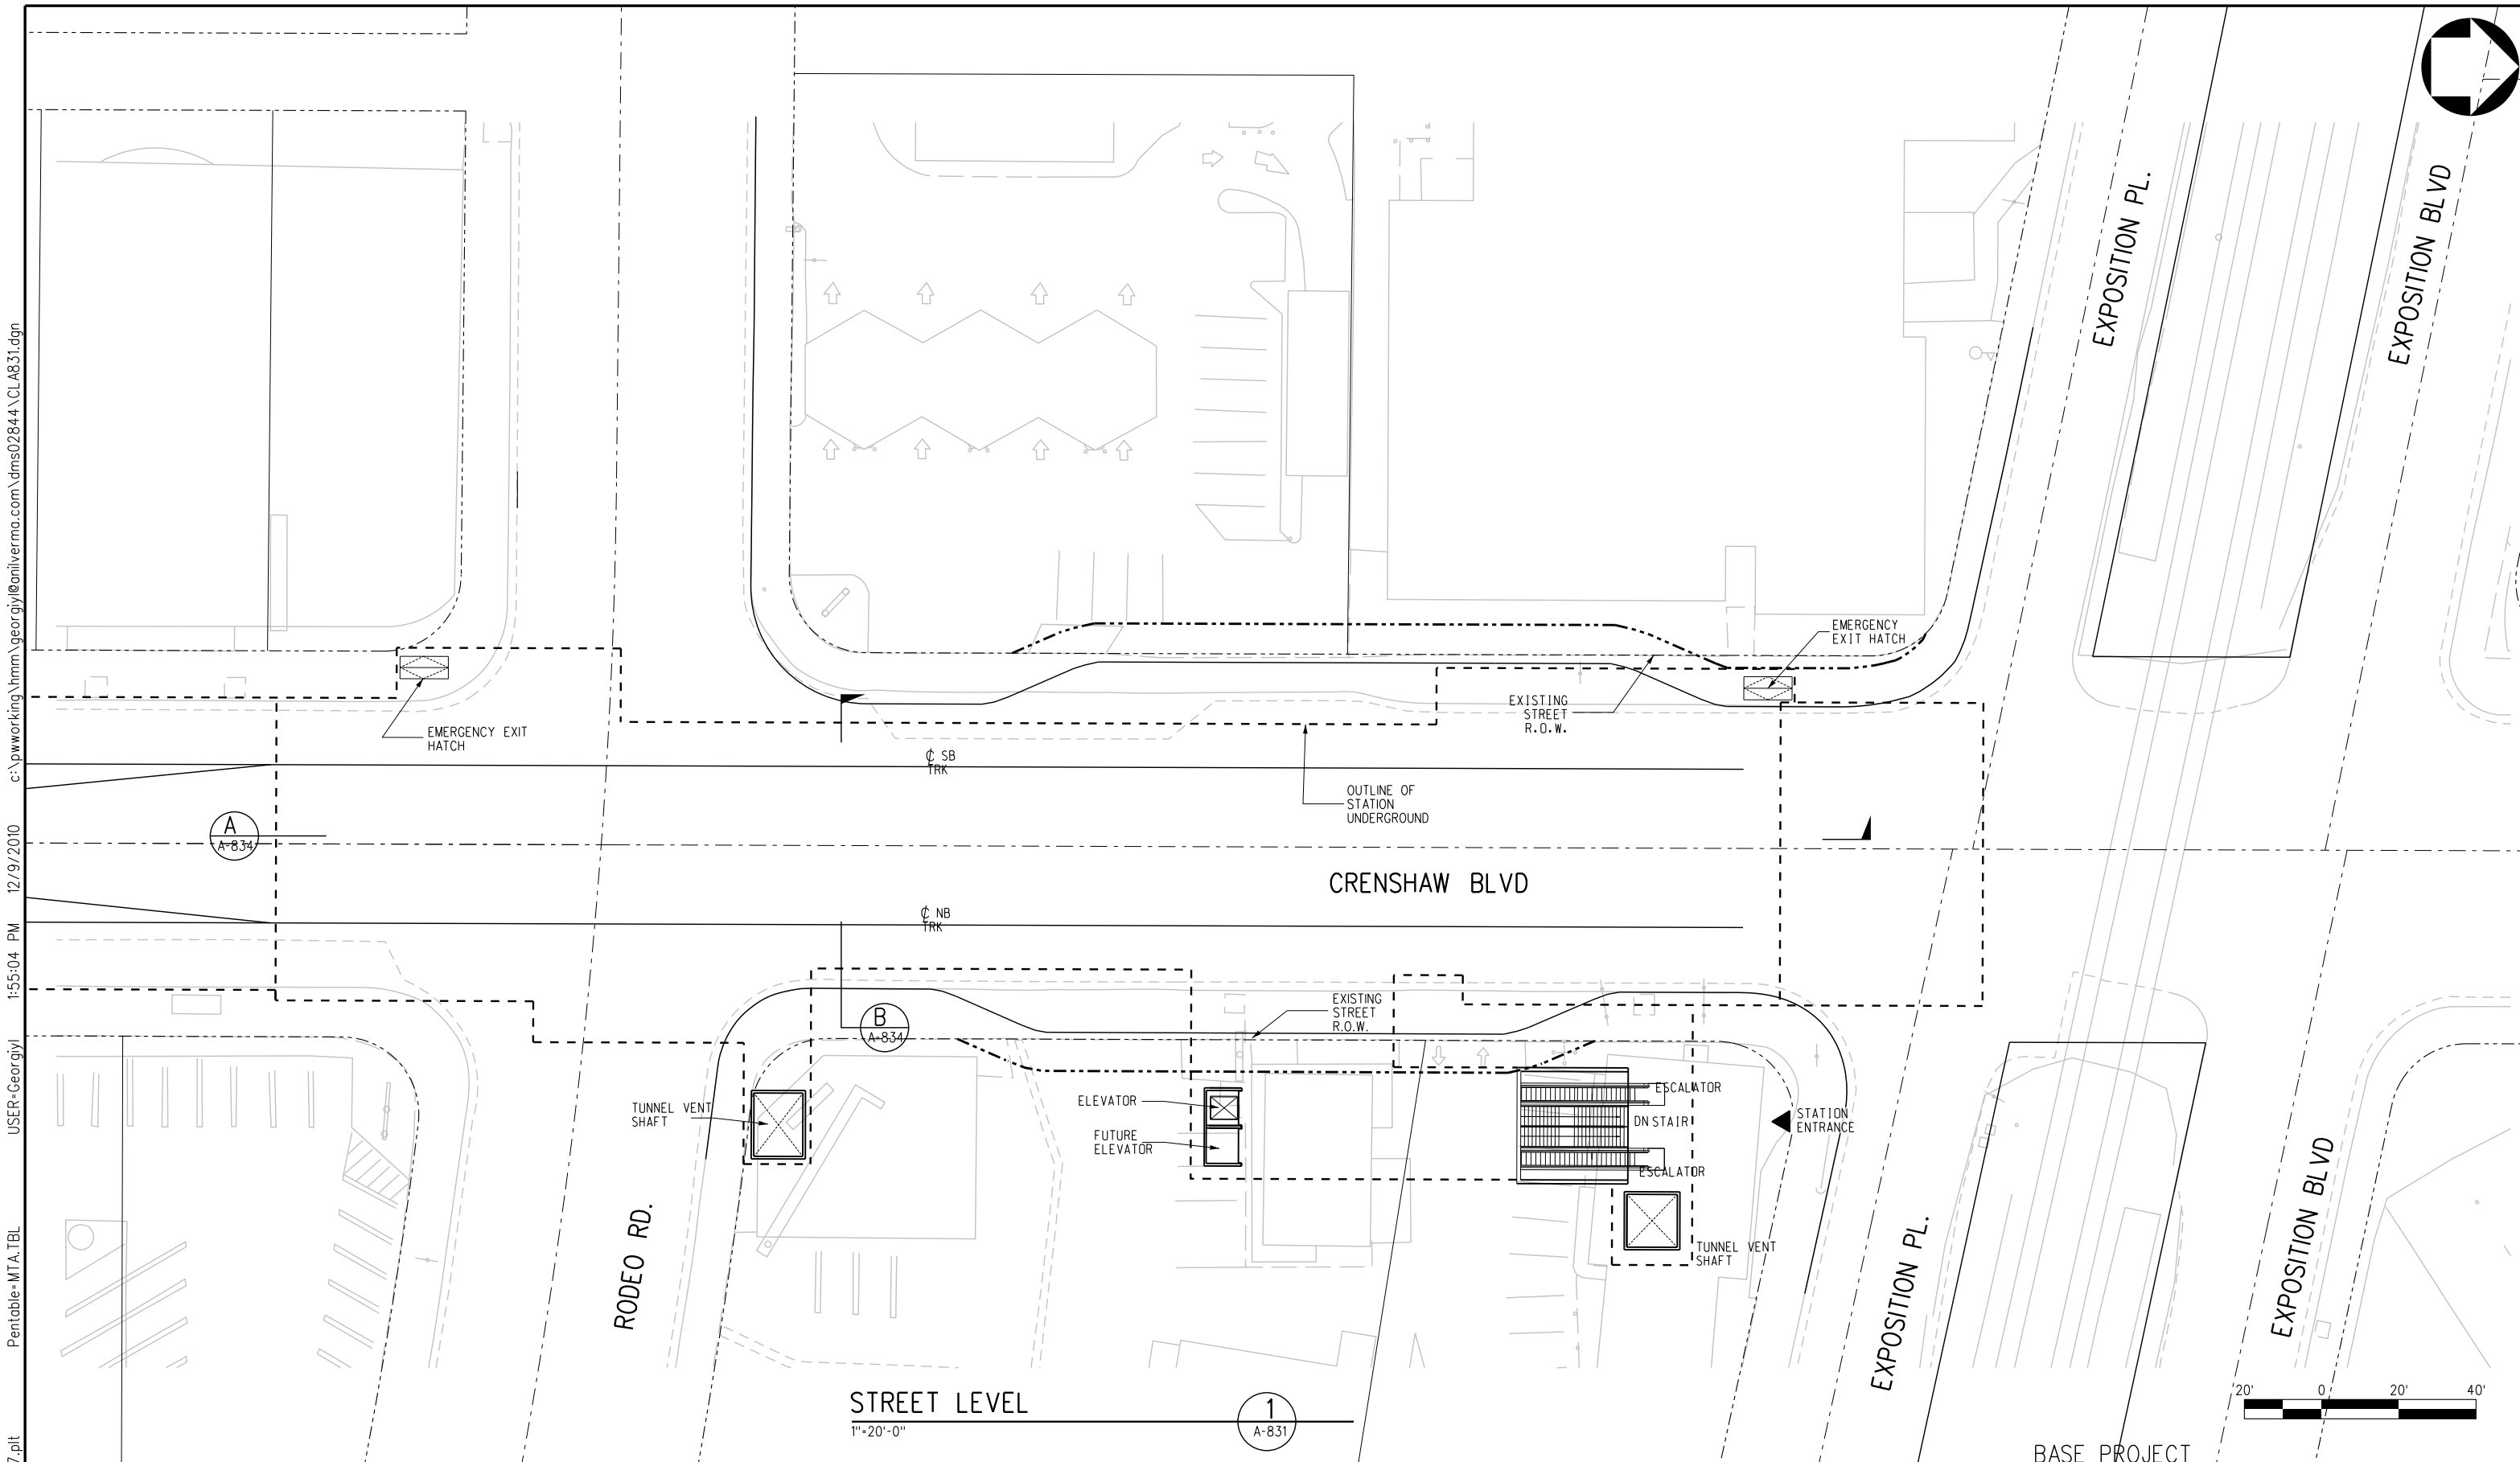 EXPOSITION PL.
EXPOSITION BLVD
EMERGENCY
EXIT HATCH
EMERGENCY EXIT
HATCH
EXISTING
STREET
R.O.W.
℄ SB
TRK
OUTLINE OF
STATION
UNDERGROUND
A
A-834
CRENSHAW BLVD
℄ NB
TRK
B
A-834
EXISTING
STREET
R.O.W.
TUNNEL VENT
SHAFT
ELEVATOR
FUTURE
ELEVATOR
ESCALATOR
DN STAIR
ESCALATOR
STATION
ENTRANCE
TUNNEL VENT
SHAFT
RODEO RD.
EXPOSITION PL.
EXPOSITION BLVD
STREET LEVEL
1"=20'-0"
1
A-831
20' 0 20' 40'
BASE PROJECT
c:\pwworking\hmm\georgiyl@anilverma.com\dms02844\CLA831.dgn
12/9/2010
1:55:04 PM
USER=Georgiyl
Pentable=MTA.TBL
7.plt